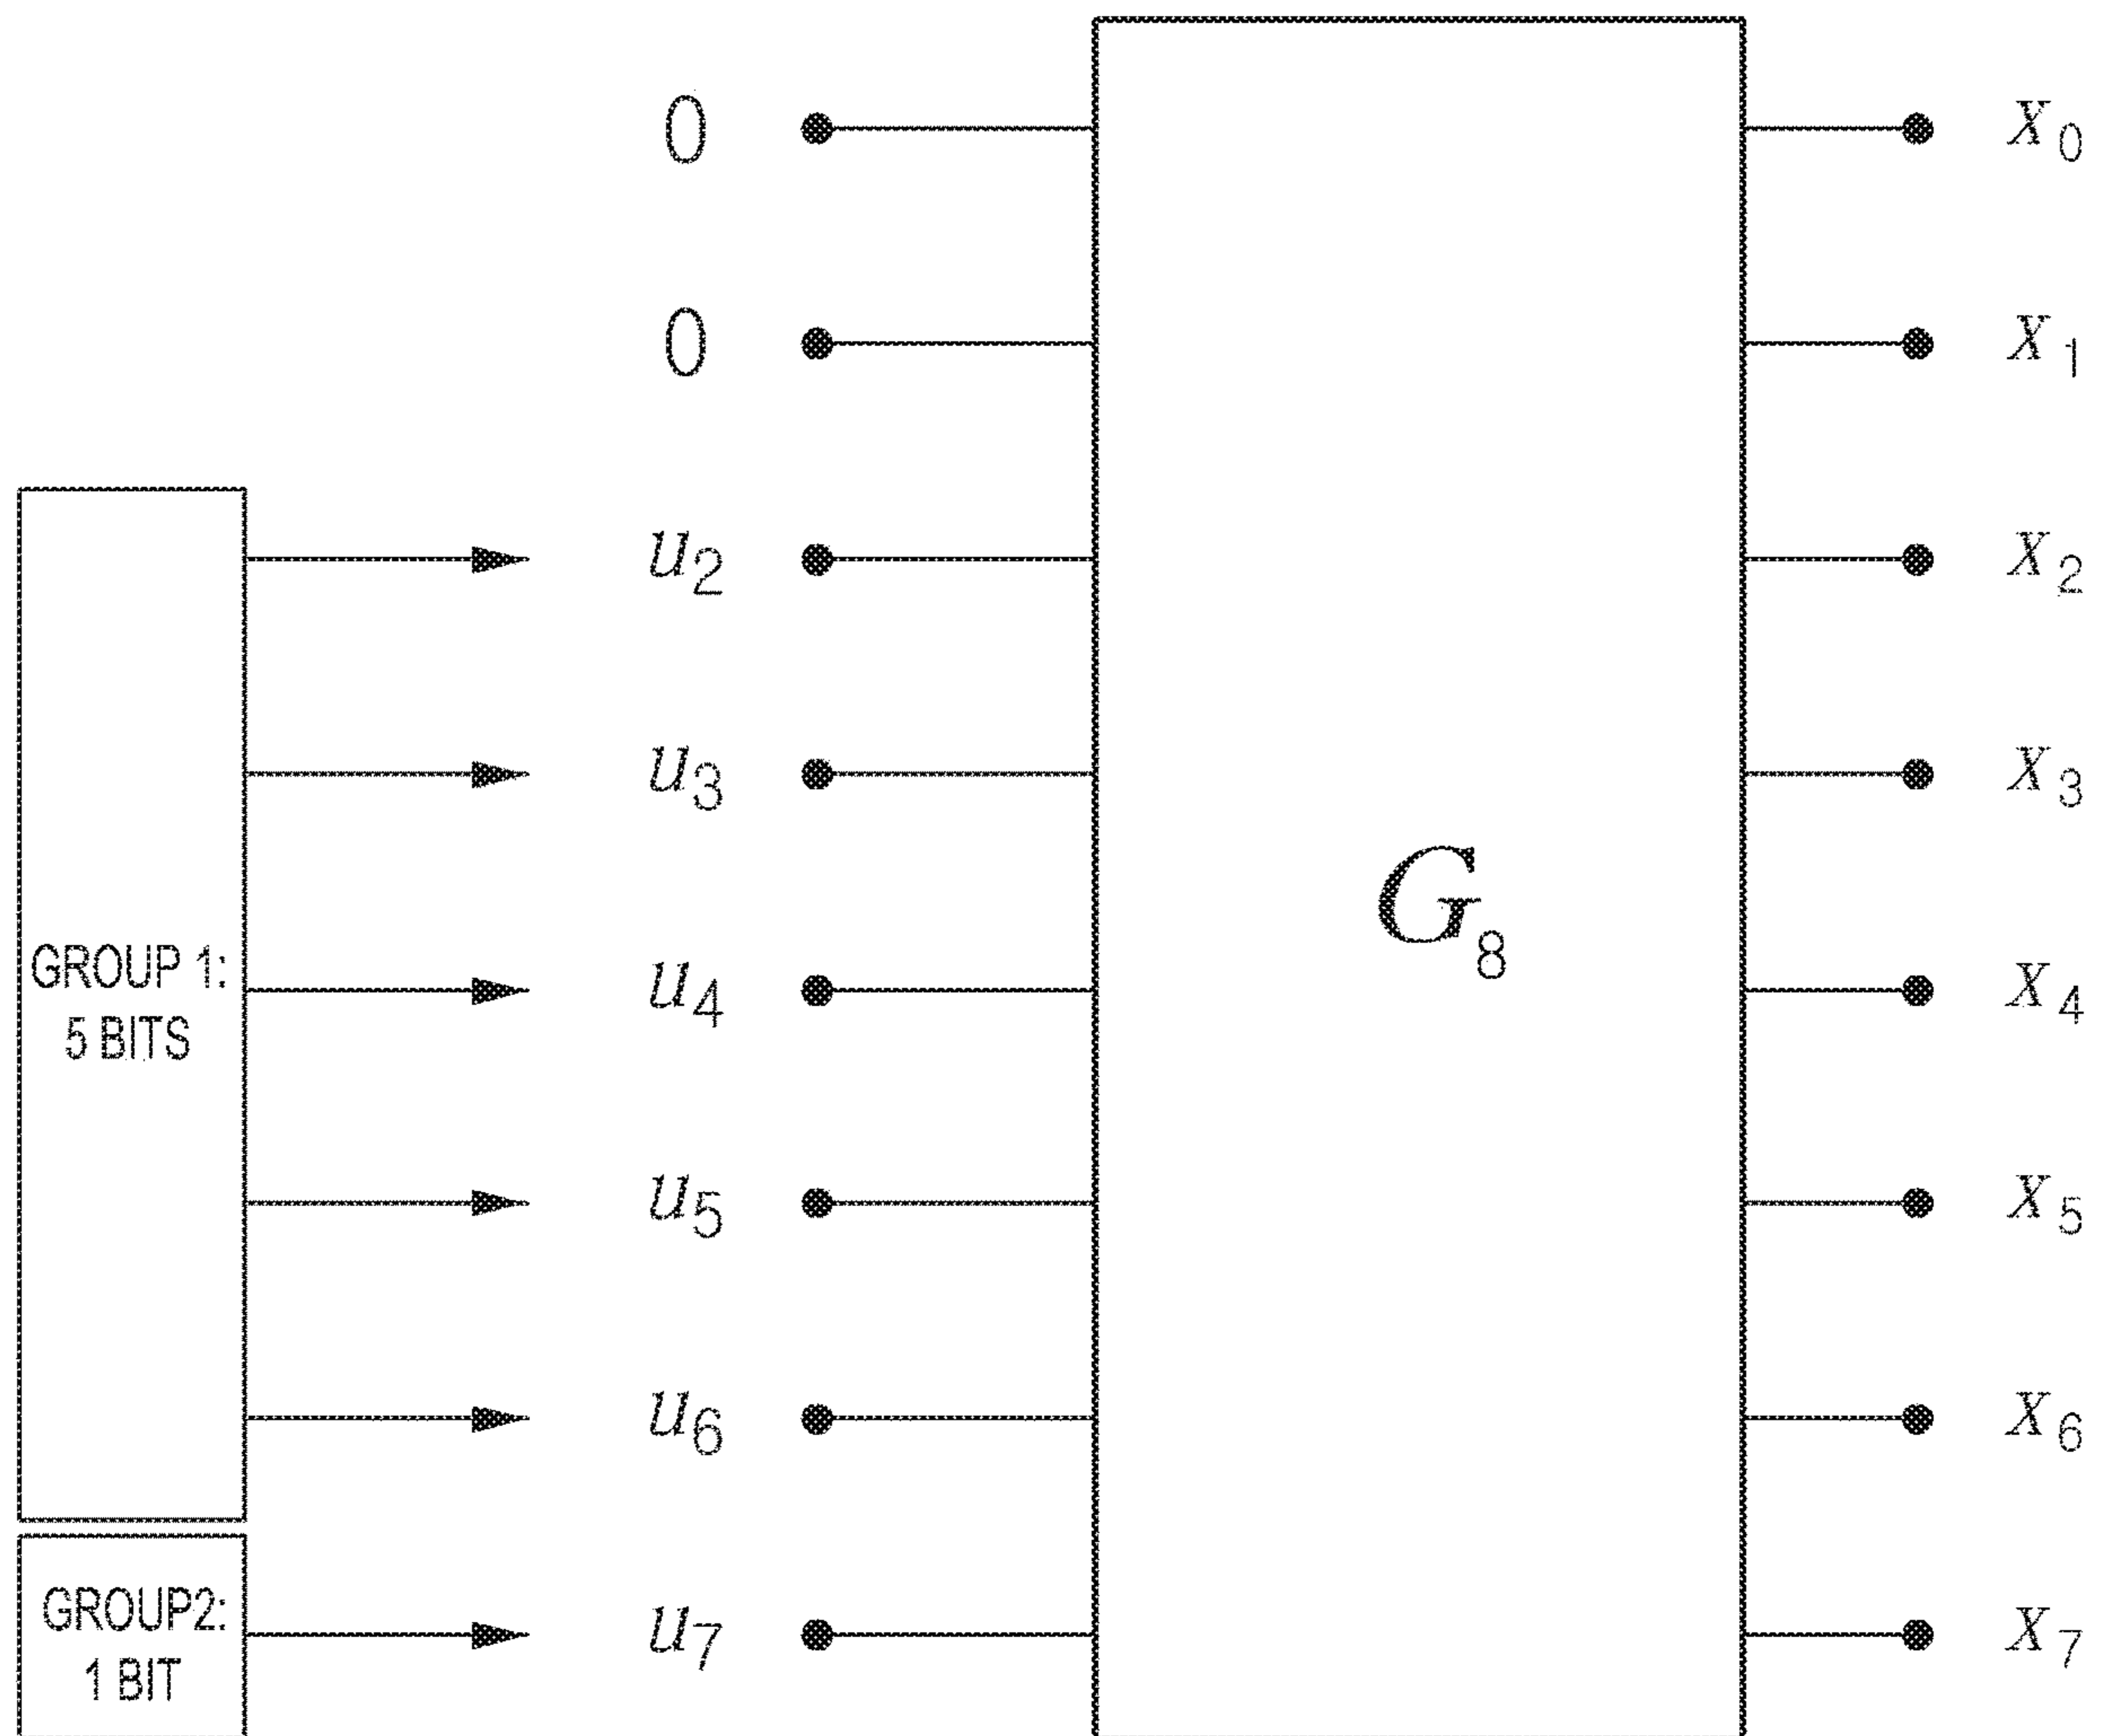 0 X0
0 X1
u2 X2
u3 X3
G8
GROUP 1:
5 BITS
u4 X4
u5 X5
u6 X6
GROUP2:
1 BIT
u7 X7